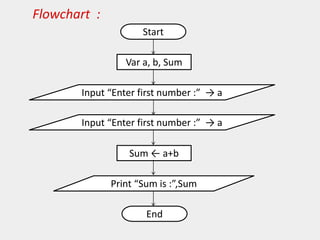 Flowchart :
Start
Var a, b, Sum
Input “Enter first number :” → a
Input “Enter first number :” → a
Sum ← a+b
Print “Sum is :”,Sum
End